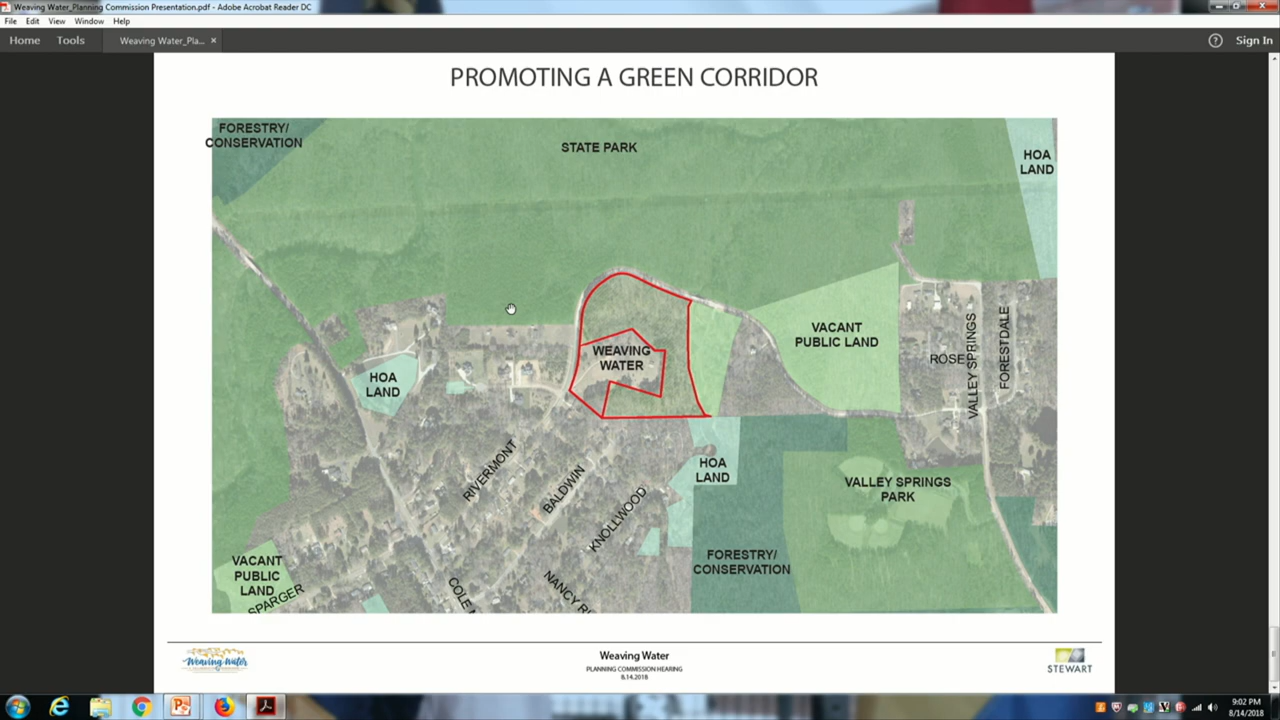 Weaving Water_Planning Commission Presentation.pdf - Adobe Acrobat Reader DC
File Edit View Window Help
Home Tools Weaving Water_Pla... × ? Sign In
PROMOTING A GREEN CORRIDOR
FORESTRY/
CONSERVATION
STATE PARK
HOA
LAND
VACANT
PUBLIC LAND
ROSE
VALLEY SPRINGS
FORESTDALE
WEAVING
WATER
HOA
LAND
RIVERMONT
BALDWIN
KNOLLWOOD
HOA
LAND
VALLEY SPRINGS
PARK
FORESTRY/
CONSERVATION
VACANT
PUBLIC
LAND
SPARGER
COLE M
NANCY R
Weaving Water
Weaving Water
PLANNING COMMISSION HEARING
8.14.2018
STEWART
9:02 PM
8/14/2018